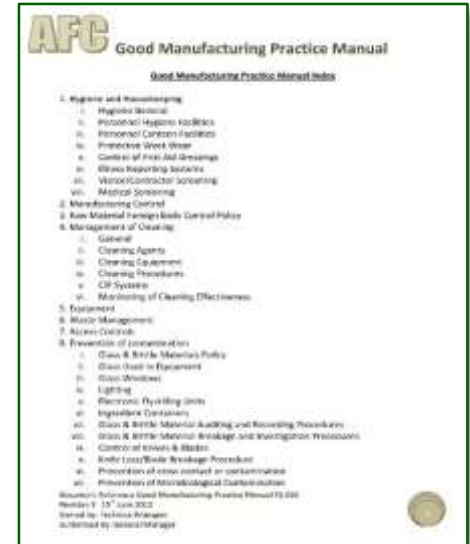 AFC
Good Manufacturing Practice Manual
Good Manufacturing Practice Manual Index
1. Hygiene and Housekeeping
i. Hygiene General
ii. Personnel Hygiene Facilities
iii. Personnel Canteen Facilities
iv. Protective Work Wear
v. Control of First Aid Dressings
vi. Illness Reporting Systems
vii. Visitor/Contractor Screening
viii. Medical Screening
2. Manufacturing Control
3. Raw Material Foreign Body Control Policy
4. Management of Cleaning
i. General
ii. Cleaning Agents
iii. Cleaning Equipment
iv. Cleaning Procedures
v. CIP Systems
vi. Monitoring of Cleaning Effectiveness
5. Equipment
6. Waste Management
7. Access Controls
8. Prevention of contamination
i. Glass & Brittle Materials Policy
ii. Glass Used in Equipment
iii. Glass Windows
iv. Lighting
v. Electronic Fly killing Units
vi. Ingredient Containers
vii. Glass & Brittle Material Auditing and Recording Procedures
viii. Glass & Brittle Material Breakage and Investigation Procedures
ix. Control of Knives & Blades
x. Knife Loss/Blade Breakage Procedure
xi. Prevention of cross contact or contamination
xii. Prevention of Microbiological Contamination
Document Reference Good Manufacturing Practice Manual
Revision 15th June 2012
Owned by: Technical Manager
Authorised by: General Manager